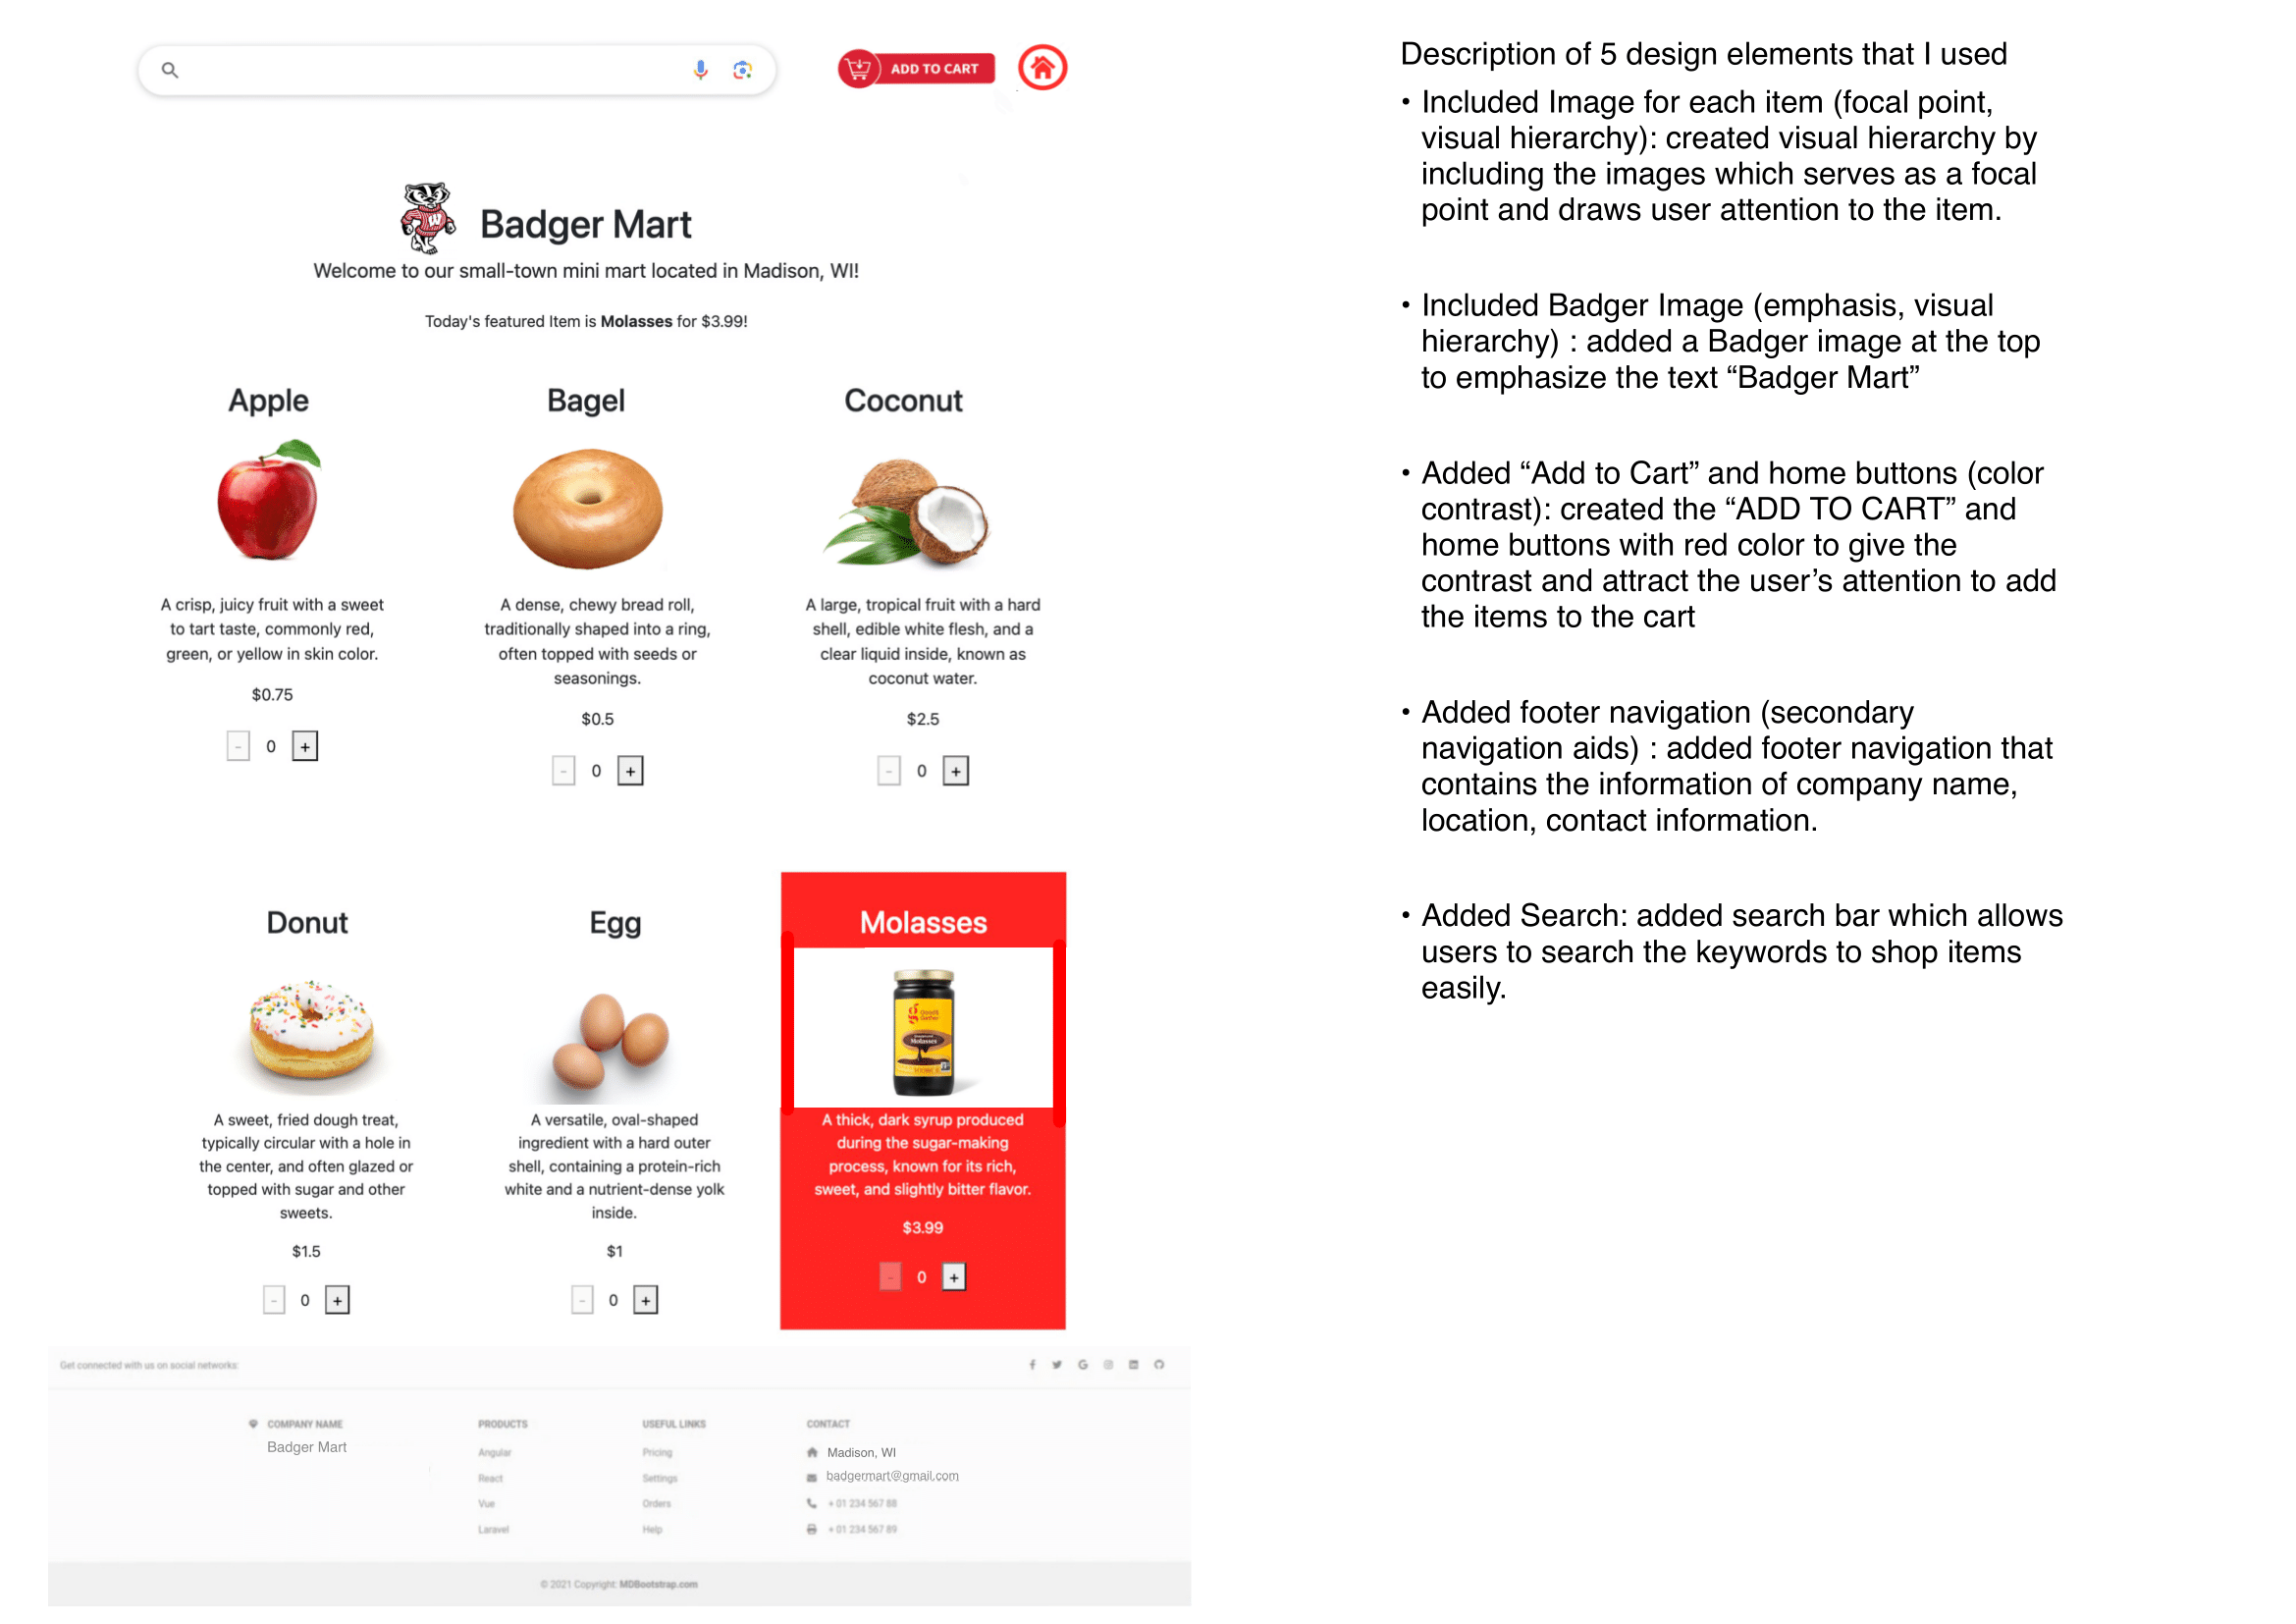 ADD TO CART
Badger Mart
Welcome to our small-town mini mart located in Madison, WI!
Today's featured Item is Molasses for $3.99!
Apple
A crisp, juicy fruit with a sweet
to tart taste, commonly red,
green, or yellow in skin color.
$0.75
- 0 +
Bagel
A dense, chewy bread roll,
traditionally shaped into a ring,
often topped with seeds or
seasonings.
$0.5
- 0 +
Coconut
A large, tropical fruit with a hard
shell, edible white flesh, and a
clear liquid inside, known as
coconut water.
$2.5
- 0 +
Donut
A sweet, fried dough treat,
typically circular with a hole in
the center, and often glazed or
topped with sugar and other
sweets.
$1.5
- 0 +
Egg
A versatile, oval-shaped
ingredient with a hard outer
shell, containing a protein-rich
white and a nutrient-dense yolk
inside.
$1
- 0 +
Molasses
Good &
Gather
Molasses
A thick, dark syrup produced
during the sugar-making
process, known for its rich,
sweet, and slightly bitter flavor.
$3.99
- 0 +
Get connected with us on social networks:
COMPANY NAME
Badger Mart
PRODUCTS
Angular
React
Vue
Laravel
USEFUL LINKS
Pricing
Settings
Orders
Help
CONTACT
Madison, WI
badgermart@gmail.com
+ 01 234 567 88
+ 01 234 567 89
© 2021 Copyright: MDBootstrap.com
Description of 5 design elements that I used
• Included Image for each item (focal point,
visual hierarchy): created visual hierarchy by
including the images which serves as a focal
point and draws user attention to the item.
• Included Badger Image (emphasis, visual
hierarchy) : added a Badger image at the top
to emphasize the text “Badger Mart”
• Added “Add to Cart” and home buttons (color
contrast): created the “ADD TO CART” and
home buttons with red color to give the
contrast and attract the user’s attention to add
the items to the cart
• Added footer navigation (secondary
navigation aids) : added footer navigation that
contains the information of company name,
location, contact information.
• Added Search: added search bar which allows
users to search the keywords to shop items
easily.